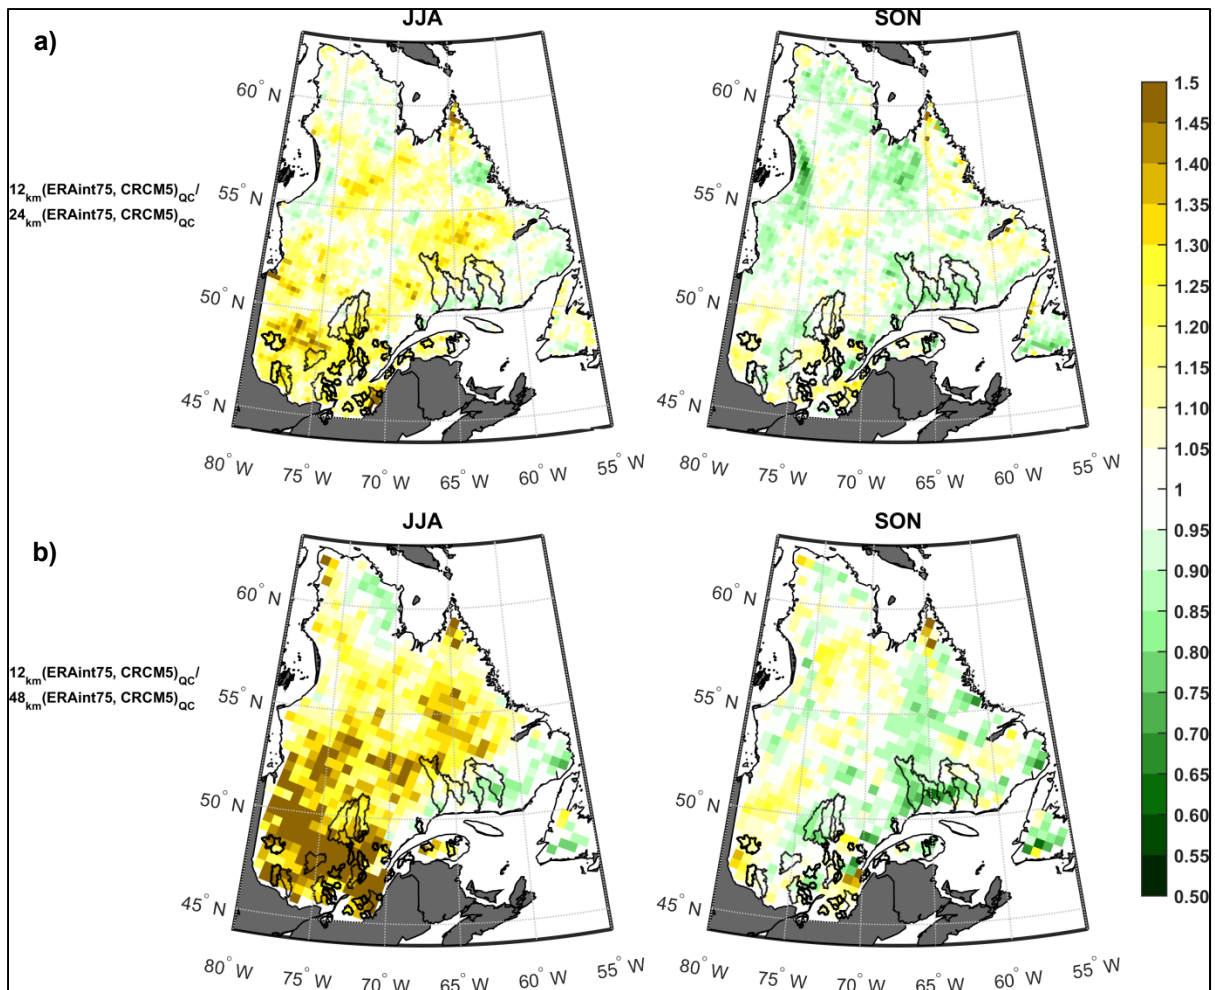 JJA
SON
a)
60° N
55° N
50° N
45° N
80° W
75° W
70° W
65° W
60° W
55° W
80° W
75° W
70° W
65° W
60° W
55° W
60° N
55° N
50° N
45° N
12km(ERAint75, CRCM5)QC/
24km(ERAint75, CRCM5)QC
JJA
SON
b)
60° N
55° N
50° N
45° N
80° W
75° W
70° W
65° W
60° W
55° W
60° N
55° N
50° N
45° N
80° W
75° W
70° W
65° W
60° W
55° W
12km(ERAint75, CRCM5)QC/
48km(ERAint75, CRCM5)QC
1.5
1.45
1.40
1.35
1.30
1.25
1.20
1.15
1.10
1.05
1
0.95
0.90
0.85
0.80
0.75
0.70
0.65
0.60
0.55
0.50